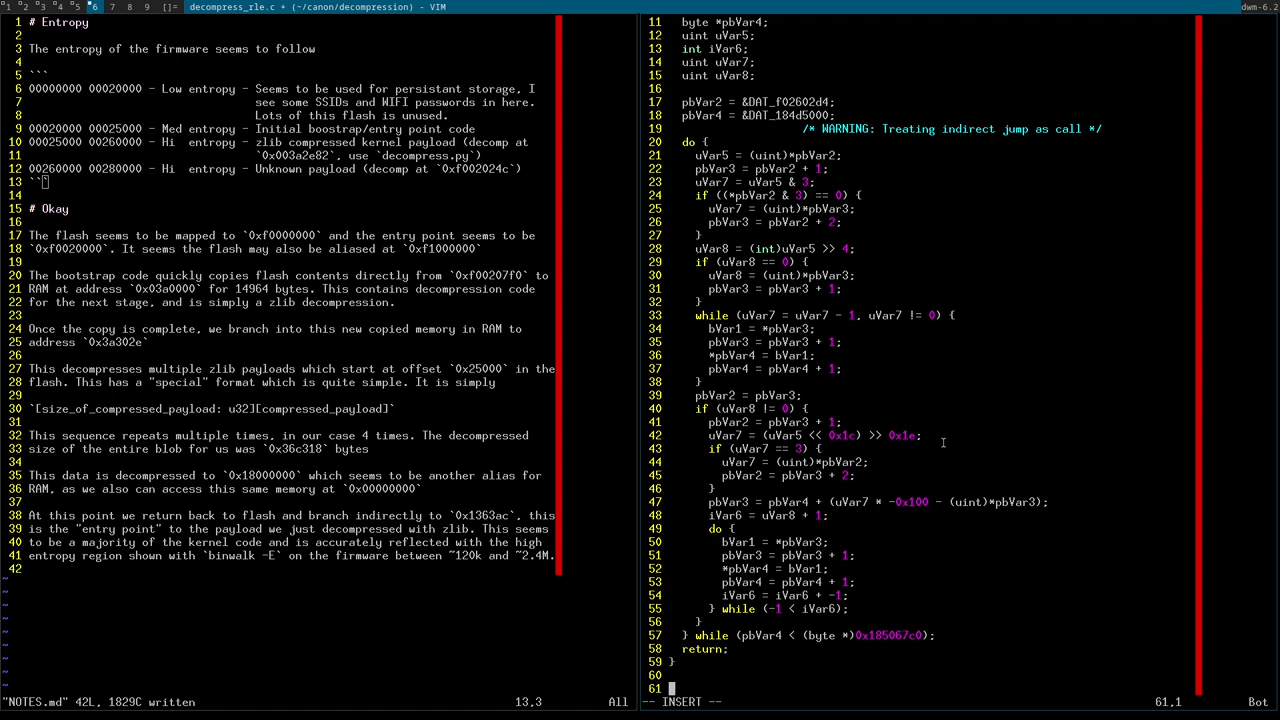 1 2 3 4 5 6 7 8 9 []= decompress_rle.c + (~/canon/decompression) - VIM dwm-6.2
1 # Entropy
2
3 The entropy of the firmware seems to follow
4
5 ```
6 00000000 00020000 - Low entropy - Seems to be used for persistant storage, I
7 see some SSIDs and WIFI passwords in here.
8 Lots of this flash is unused.
9 00020000 00025000 - Med entropy - Initial boostrap/entry point code
10 00025000 00260000 - Hi entropy - zlib compressed kernel payload (decomp at
11 `0x003a2e82`, use `decompress.py`)
12 00260000 00280000 - Hi entropy - Unknown payload (decomp at `0xf002024c`)
13 ```
14
15 # Okay
16
17 The flash seems to be mapped to `0xf0000000` and the entry point seems to be
18 `0xf0020000`. It seems the flash may also be aliased at `0xf1000000`
19
20 The bootstrap code quickly copies flash contents directly from `0xf00207f0` to
21 RAM at address `0x03a0000` for 14964 bytes. This contains decompression code
22 for the next stage, and is simply a zlib decompression.
23
24 Once the copy is complete, we branch into this new copied memory in RAM to
25 address `0x3a302e`
26
27 This decompresses multiple zlib payloads which start at offset `0x25000` in the
28 flash. This has a "special" format which is quite simple. It is simply
29
30 `[size_of_compressed_payload: u32][compressed_payload]`
31
32 This sequence repeats multiple times, in our case 4 times. The decompressed
33 size of the entire blob for us was `0x36c318` bytes
34
35 This data is decompressed to `0x18000000` which seems to be another alias for
36 RAM, as we also can access this same memory at `0x00000000`
37
38 At this point we return back to flash and branch indirectly to `0x1363ac`, this
39 is the "entry point" to the payload we just decompressed with zlib. This seems
40 to be a majority of the kernel code and is accurately reflected with the high
41 entropy region shown with `binwalk -E` on the firmware between ~120k and ~2.4M.
42
~
~
~
~
~
~
~
~
~
"NOTES.md" 42L, 1829C written 13,3 All
11 byte *pbVar4;
12 uint uVar5;
13 int iVar6;
14 uint uVar7;
15 uint uVar8;
16
17 pbVar2 = &DAT_f02602d4;
18 pbVar4 = &DAT_184d5000;
19 /* WARNING: Treating indirect jump as call */
20 do {
21 uVar5 = (uint)*pbVar2;
22 pbVar3 = pbVar2 + 1;
23 uVar7 = uVar5 & 3;
24 if ((*pbVar2 & 3) == 0) {
25 uVar7 = (uint)*pbVar3;
26 pbVar3 = pbVar2 + 2;
27 }
28 uVar8 = (int)uVar5 >> 4;
29 if (uVar8 == 0) {
30 uVar8 = (uint)*pbVar3;
31 pbVar3 = pbVar3 + 1;
32 }
33 while (uVar7 = uVar7 - 1, uVar7 != 0) {
34 bVar1 = *pbVar3;
35 pbVar3 = pbVar3 + 1;
36 *pbVar4 = bVar1;
37 pbVar4 = pbVar4 + 1;
38 }
39 pbVar2 = pbVar3;
40 if (uVar8 != 0) {
41 pbVar2 = pbVar3 + 1;
42 uVar7 = (uVar5 << 0x1c) >> 0x1e;
43 if (uVar7 == 3) {
44 uVar7 = (uint)*pbVar2;
45 pbVar2 = pbVar3 + 2;
46 }
47 pbVar3 = pbVar4 + (uVar7 * -0x100 - (uint)*pbVar3);
48 iVar6 = uVar8 + 1;
49 do {
50 bVar1 = *pbVar3;
51 pbVar3 = pbVar3 + 1;
52 *pbVar4 = bVar1;
53 pbVar4 = pbVar4 + 1;
54 iVar6 = iVar6 + -1;
55 } while (-1 < iVar6);
56 }
57 } while (pbVar4 < (byte *)0x185067c0);
58 return;
59 }
60
61
-- INSERT -- 61,1 Bot